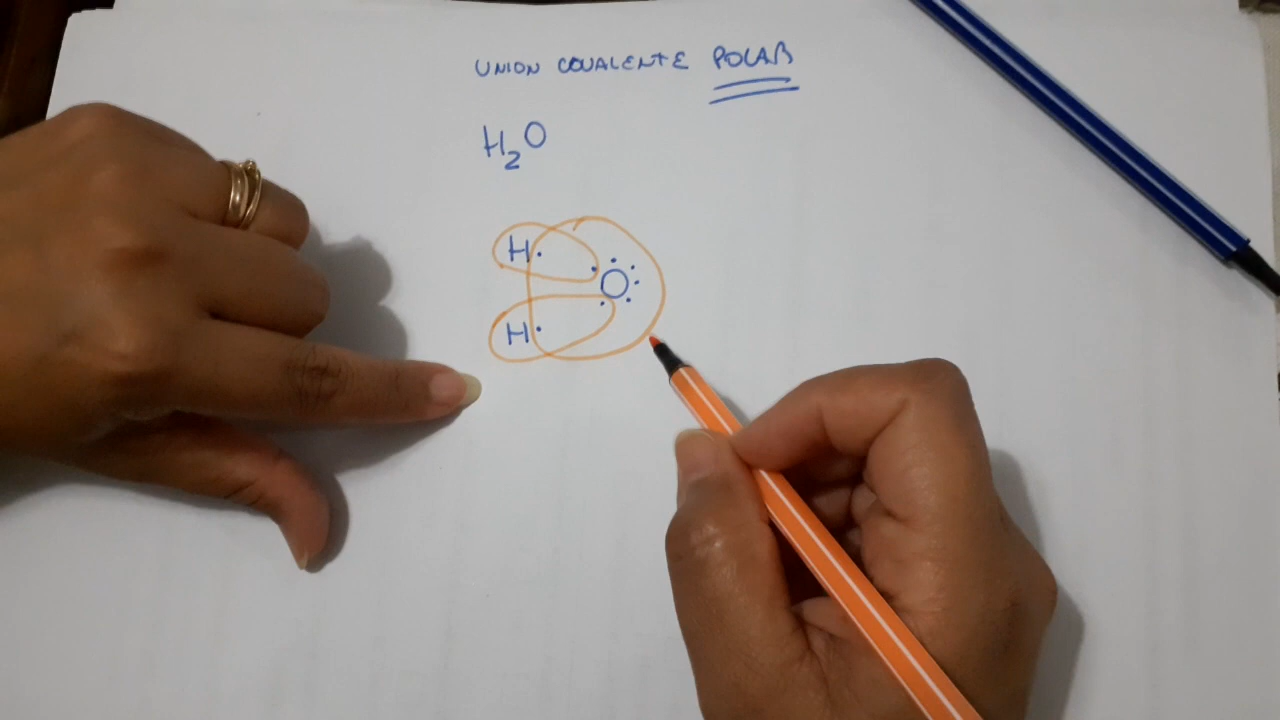 UNION COVALENTE POLAR
H₂O
H· ·O
H·